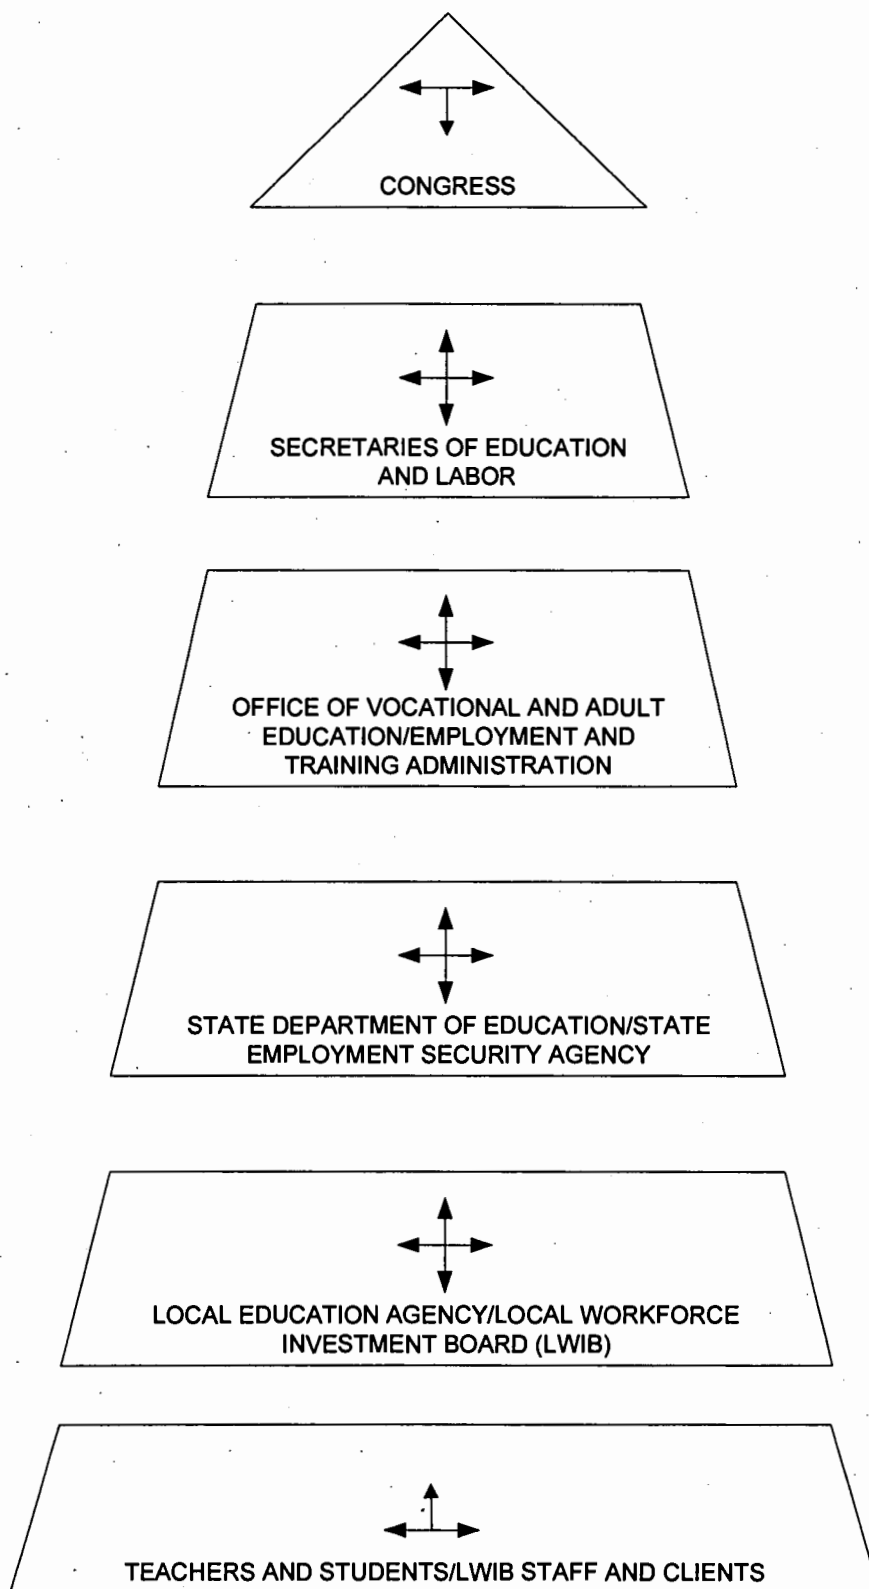 CONGRESS
SECRETARIES OF EDUCATION
AND LABOR
OFFICE OF VOCATIONAL AND ADULT
EDUCATION/EMPLOYMENT AND
TRAINING ADMINISTRATION
STATE DEPARTMENT OF EDUCATION/STATE
EMPLOYMENT SECURITY AGENCY
LOCAL EDUCATION AGENCY/LOCAL WORKFORCE
INVESTMENT BOARD (LWIB)
TEACHERS AND STUDENTS/LWIB STAFF AND CLIENTS